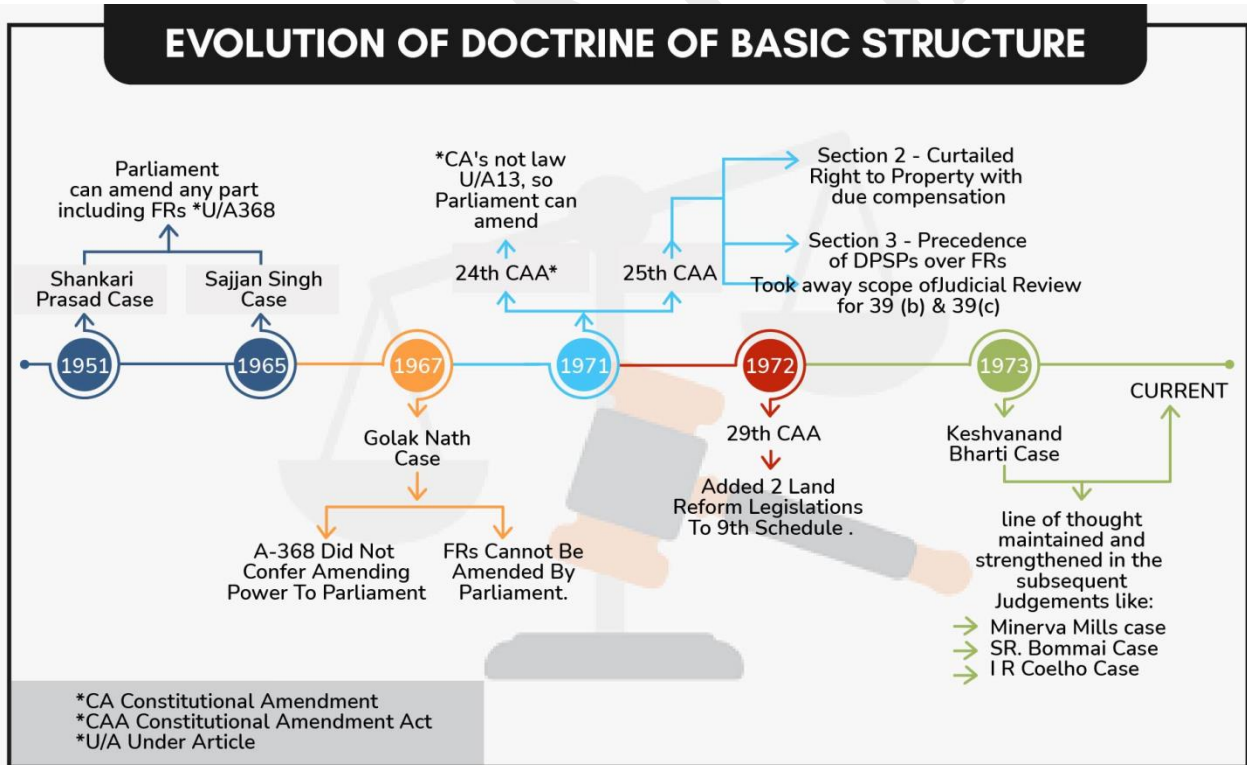 EVOLUTION OF DOCTRINE OF BASIC STRUCTURE
Parliament
can amend any part
including FRs *U/A368
Shankari
Prasad Case
Sajjan Singh
Case
*CA's not law
U/A13, so
Parliament can
amend
24th CAA*
25th CAA
Section 2 - Curtailed
Right to Property with
due compensation
Section 3 - Precedence
of DPSPs over FRs
Took away scope ofJudicial Review
for 39 (b) & 39(c)
1951
1965
1967
1971
1972
1973
CURRENT
Golak Nath
Case
A-368 Did Not
Confer Amending
Power To Parliament
FRs Cannot Be
Amended By
Parliament.
29th CAA
Added 2 Land
Reform Legislations
To 9th Schedule .
Keshvanand
Bharti Case
line of thought
maintained and
strengthened in the
subsequent
Judgements like:
Minerva Mills case
SR. Bommai Case
I R Coelho Case
*CA Constitutional Amendment
*CAA Constitutional Amendment Act
*U/A Under Article